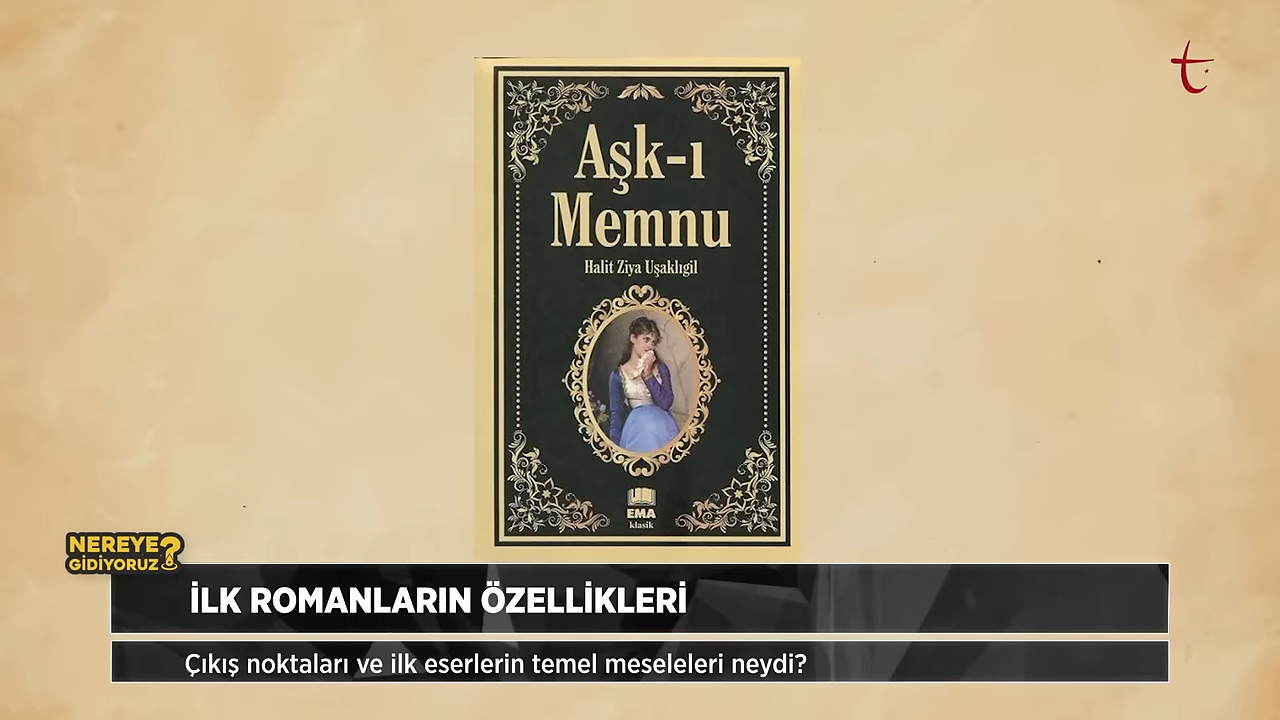 Aşk-ı
Memnu
Halit Ziya Uşaklıgil
EMA
klasik
NEREYE
GİDİYORUZ?
İLK ROMANLARIN ÖZELLİKLERİ
Çıkış noktaları ve ilk eserlerin temel meseleleri neydi?